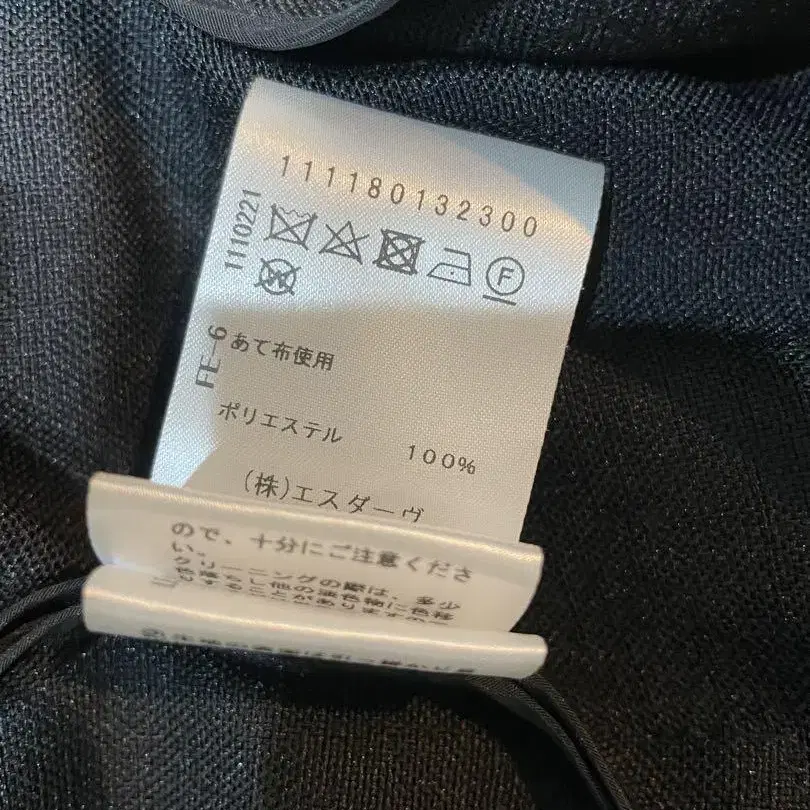 111180132300
1110221
F
W
FE-6
あて布使用
ポリエステル 100%
(株)エスダーヴ
ので、十分にご注意くださ
い。
クリーニングの際は、多少